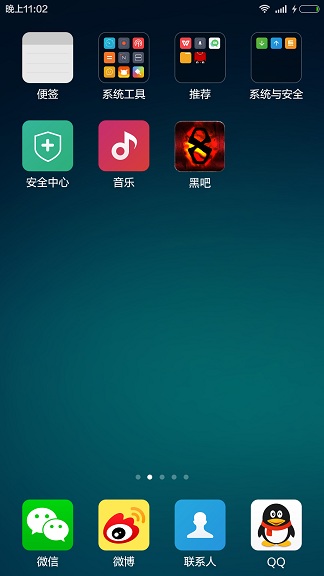 晚上11:02
便签
系统工具
推荐
系统与安全
安全中心
音乐
黑吧
微信
微博
联系人
QQ